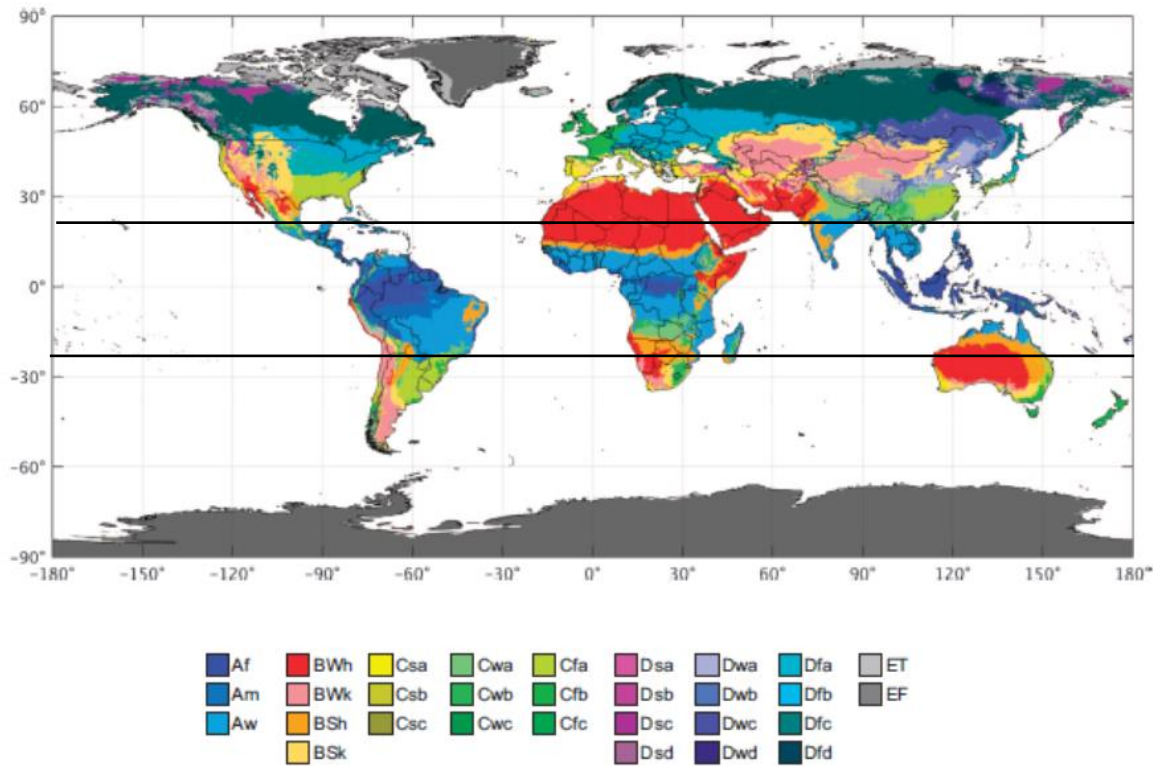 90°
60°
30°
0°
-30°
-60°
-90°
-180° -150° -120° -90° -60° -30° 0° 30° 60° 90° 120° 150° 180°
Af BWh Csa Cwa Cfa Dsa Dwa Dfa ET
Am BWk Csb Cwb Cfb Dsb Dwb Dfb EF
Aw BSh Csc Cwc Cfc Dsc Dwc Dfc
BSk Dsd Dwd Dfd